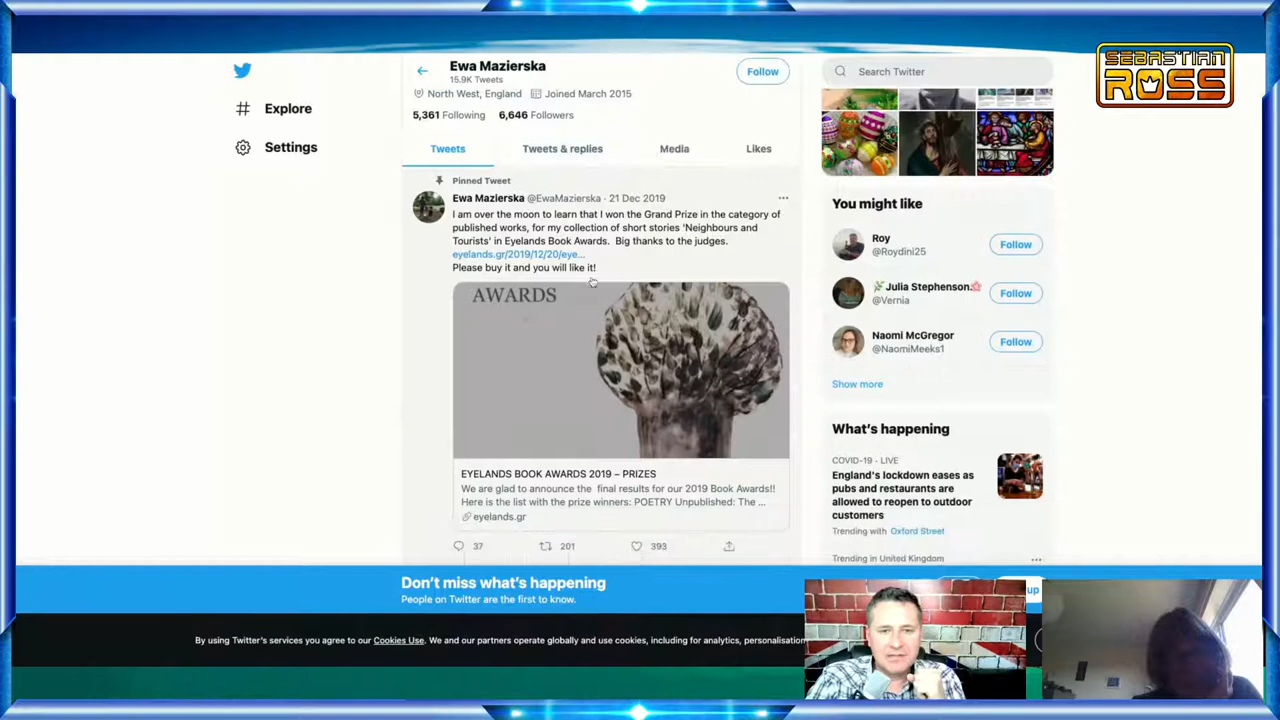 SEBASTIAN
ROSS
Ewa Mazierska
15.9K Tweets
Follow
North West, England
Joined March 2015
5,361 Following
6,646 Followers
Explore
Settings
Tweets
Tweets & replies
Media
Likes
Pinned Tweet
Ewa Mazierska @EwaMazierska · 21 Dec 2019
I am over the moon to learn that I won the Grand Prize in the category of
published works, for my collection of short stories 'Neighbours and
Tourists' in Eyelands Book Awards. Big thanks to the judges.
eyelands.gr/2019/12/20/eye...
Please buy it and you will like it!
AWARDS
EYELANDS BOOK AWARDS 2019 – PRIZES
We are glad to announce the final results for our 2019 Book Awards!!
Here is the list with the prize winners: POETRY Unpublished: The ...
eyelands.gr
37
201
393
Search Twitter
You might like
Roy
@Roydini25
Follow
Julia Stephenson.
@Vernia
Follow
Naomi McGregor
@NaomiMeeks1
Follow
Show more
What's happening
COVID-19 · LIVE
England's lockdown eases as
pubs and restaurants are
allowed to reopen to outdoor
customers
Trending with Oxford Street
Trending in United Kingdom
Don't miss what's happening
People on Twitter are the first to know.
up
By using Twitter's services you agree to our Cookies Use. We and our partners operate globally and use cookies, including for analytics, personalisation